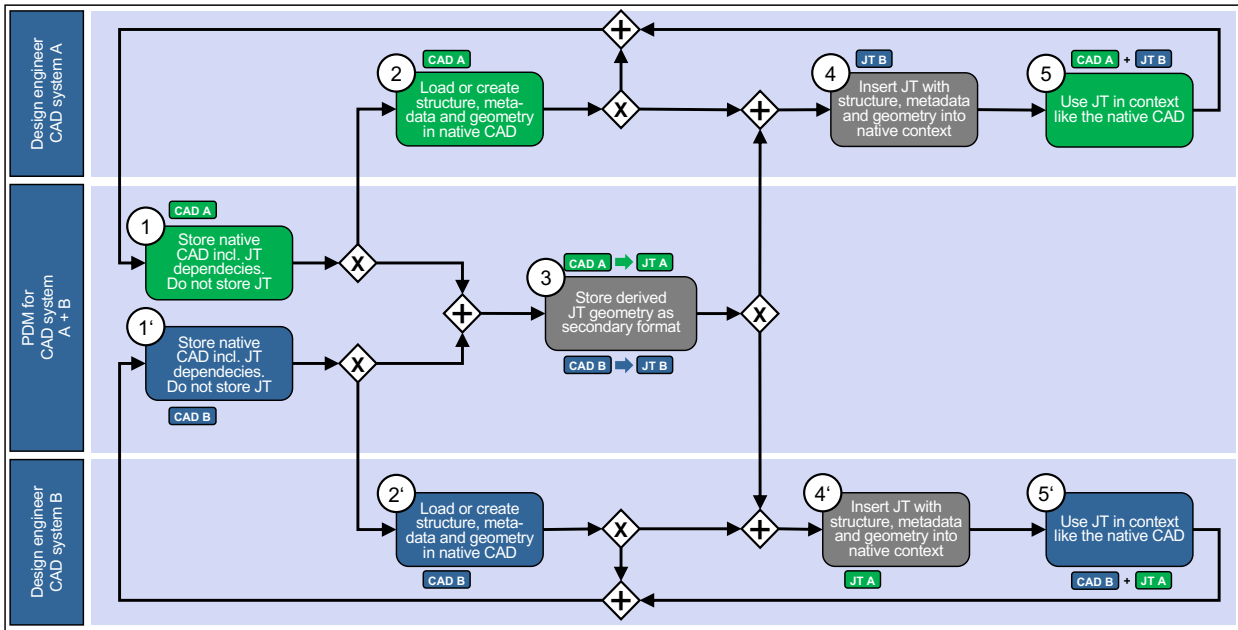 Design engineer
CAD system A
2
CAD A
Load or create
structure, meta-
data and geometry
in native CAD
+
X
+
4
JT B
Insert JT with
structure, metadata
and geometry into
native context
5
CAD A + JT B
Use JT in context
like the native CAD
PDM for
CAD system
A + B
1
CAD A
Store native
CAD incl. JT
dependecies.
Do not store JT
X
1'
Store native
CAD incl. JT
dependecies.
Do not store JT
CAD B
X
+
3
CAD A JT A
Store derived
JT geometry as
secondary format
CAD B JT B
X
Design engineer
CAD system B
2'
Load or create
structure, meta-
data and geometry
in native CAD
CAD B
X
+
+
4'
Insert JT with
structure, metadata
and geometry into
native context
JT A
5'
Use JT in context
like the native CAD
CAD B + JT A